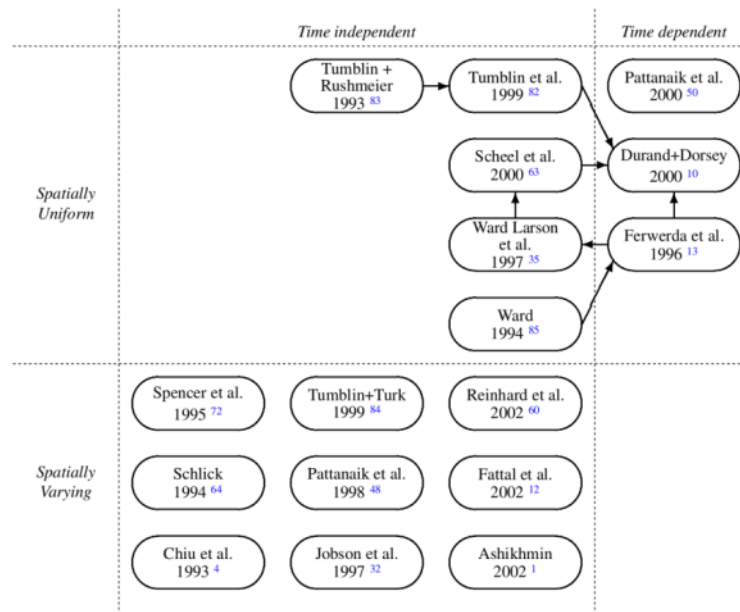 Time independent
Time dependent
Tumblin +
Rushmeier
1993 83
Tumblin et al.
1999 82
Pattanaik et al.
2000 50
Scheel et al.
2000 63
Durand+Dorsey
2000 10
Spatially
Uniform
Ward Larson
et al.
1997 35
Ferwerda et al.
1996 13
Ward
1994 85
Spencer et al.
1995 72
Tumblin+Turk
1999 84
Reinhard et al.
2002 60
Spatially
Varying
Schlick
1994 64
Pattanaik et al.
1998 48
Fattal et al.
2002 12
Chiu et al.
1993 4
Jobson et al.
1997 32
Ashikhmin
2002 1